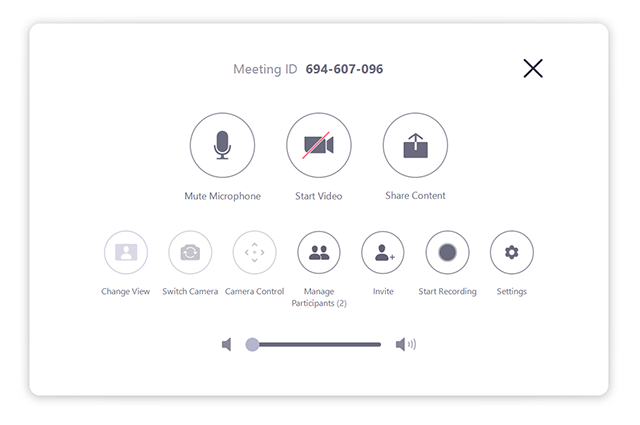 Meeting ID 694-607-096
Mute Microphone
Start Video
Share Content
Change View
Switch Camera
Camera Control
Manage
Participants (2)
Invite
Start Recording
Settings